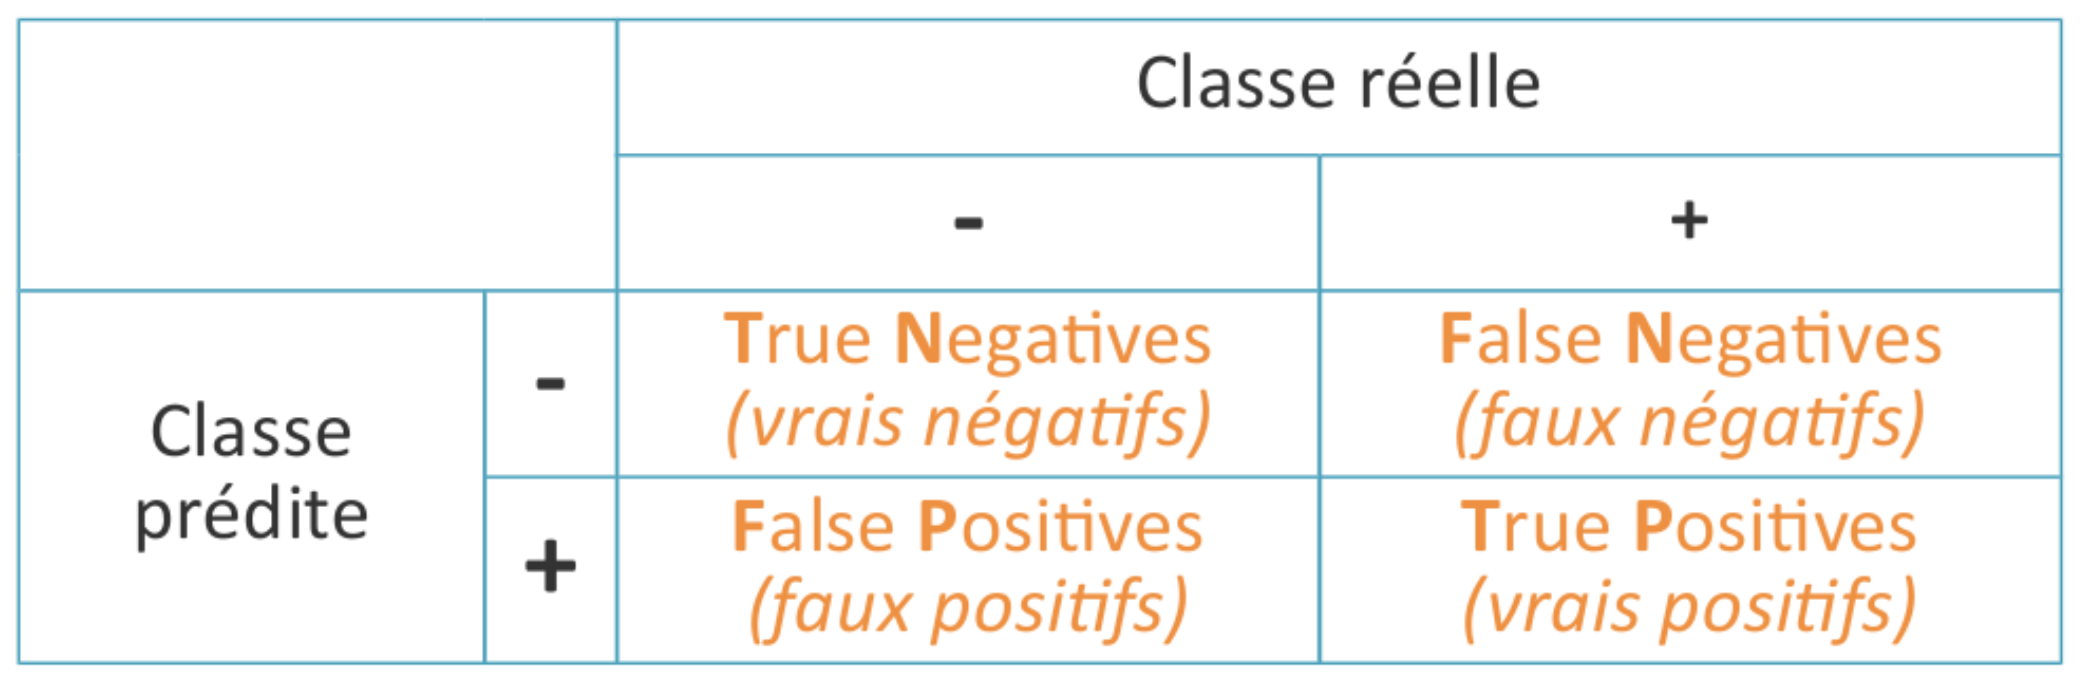 Classe réelle
- +
Classe
prédite
-
True Negatives
(vrais négatifs)
False Negatives
(faux négatifs)
+
False Positives
(faux positifs)
True Positives
(vrais positifs)